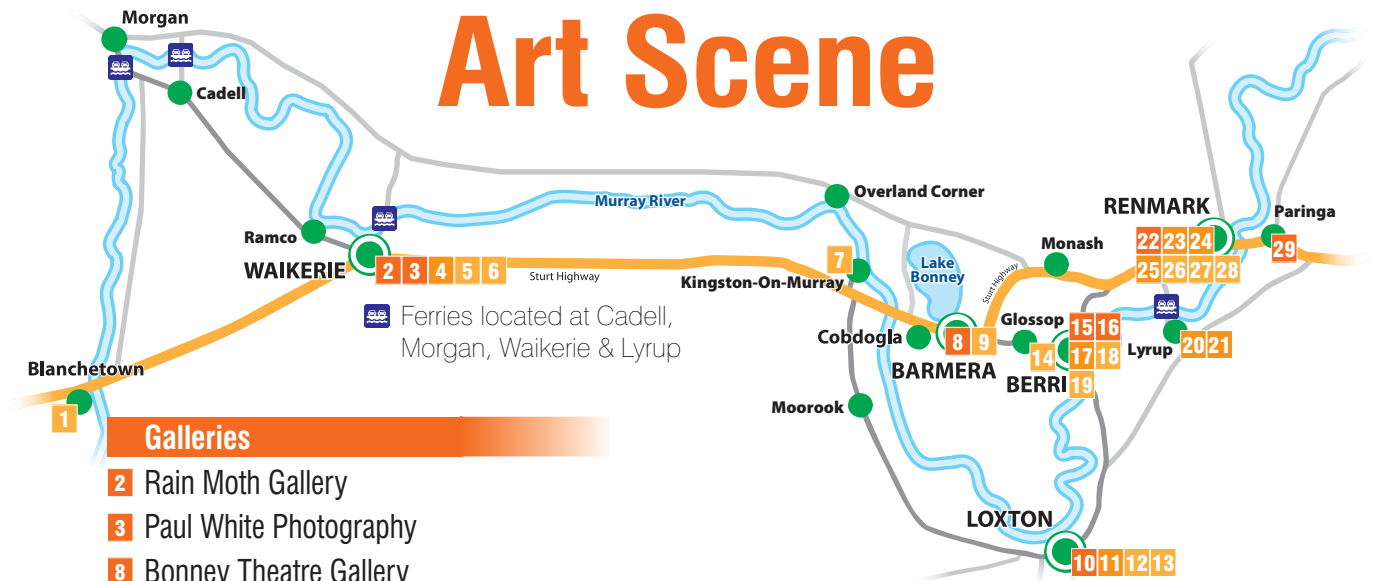 Art Scene
Morgan
Cadell
Ramco
WAIKERIE
2 3 4 5 6
Murray River
Sturt Highway
Ferries located at Cadell,
Morgan, Waikerie & Lyrup
Blanchetown
1
Overland Corner
7
Kingston-On-Murray
Lake
Bonney
Sturt Highway
Cobdogla
8 9
BARMERA
Moorook
Monash
Glossop
14
BERRI
15 16
17 18
19
RENMARK
22 23 24
25 26 27 28
Paringa
29
Lyrup
20 21
LOXTON
10 11 12 13
Galleries
2 Rain Moth Gallery
3 Paul White Photography
8 Bonney Theatre Gallery